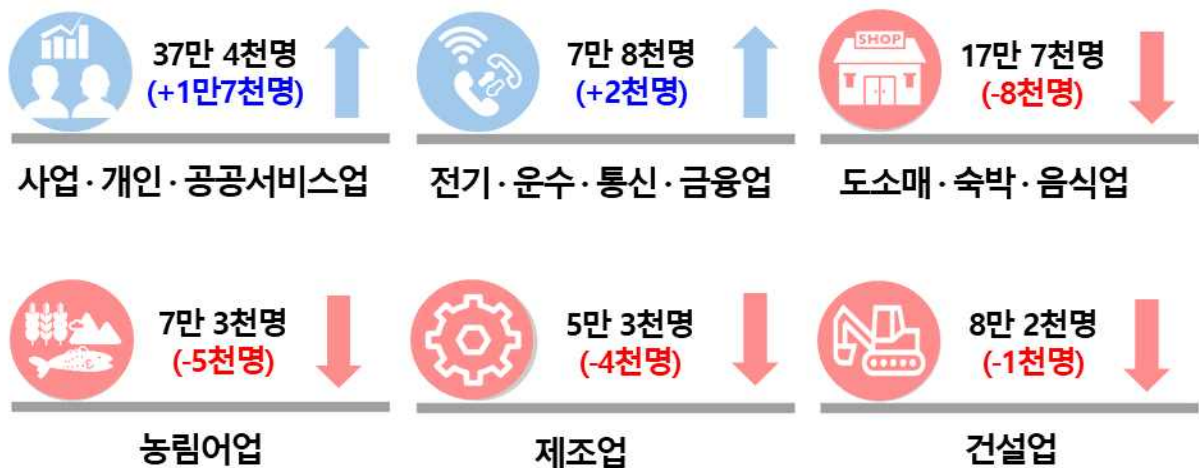 37만 4천명
(+1만7천명)
사업·개인·공공서비스업
7만 8천명
(+2천명)
전기·운수·통신·금융업
SHOP
17만 7천명
(-8천명)
도소매·숙박·음식업
7만 3천명
(-5천명)
농림어업
5만 3천명
(-4천명)
제조업
8만 2천명
(-1천명)
건설업